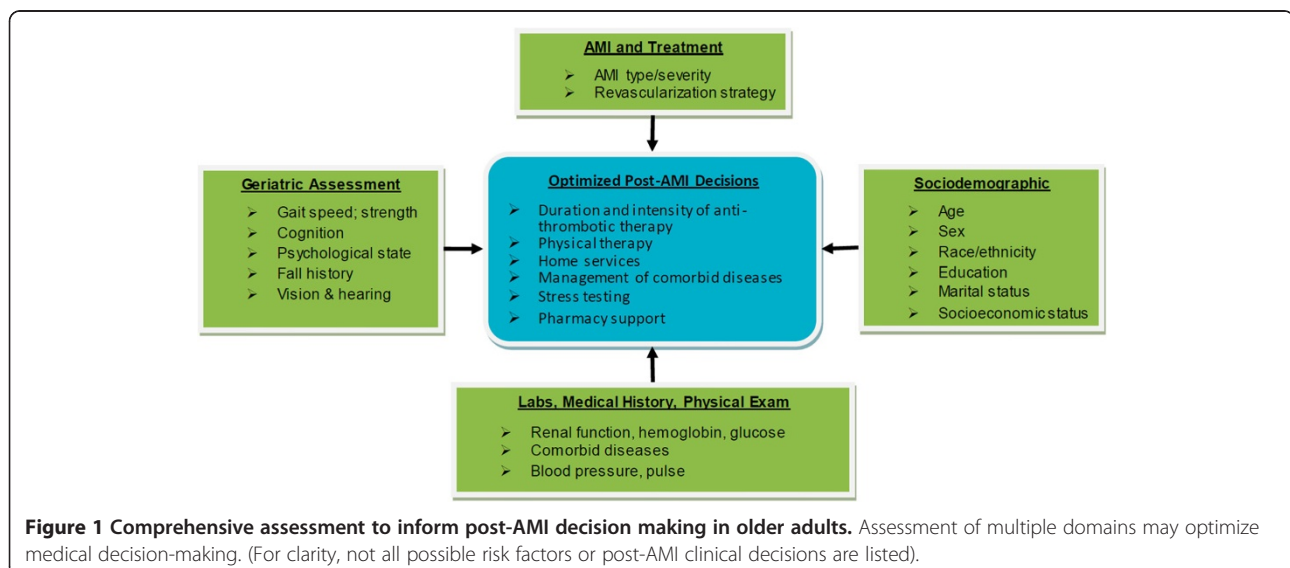 AMI and Treatment
➢ AMI type/severity
➢ Revascularization strategy
Geriatric Assessment
➢ Gait speed; strength
➢ Cognition
➢ Psychological state
➢ Fall history
➢ Vision & hearing
Optimized Post-AMI Decisions
➢ Duration and intensity of anti-
thrombotic therapy
➢ Physical therapy
➢ Home services
➢ Management of comorbid diseases
➢ Stress testing
➢ Pharmacy support
Sociodemographic
➢ Age
➢ Sex
➢ Race/ethnicity
➢ Education
➢ Marital status
➢ Socioeconomic status
Labs, Medical History, Physical Exam
➢ Renal function, hemoglobin, glucose
➢ Comorbid diseases
➢ Blood pressure, pulse
Figure 1 Comprehensive assessment to inform post-AMI decision making in older adults. Assessment of multiple domains may optimize
medical decision-making. (For clarity, not all possible risk factors or post-AMI clinical decisions are listed).